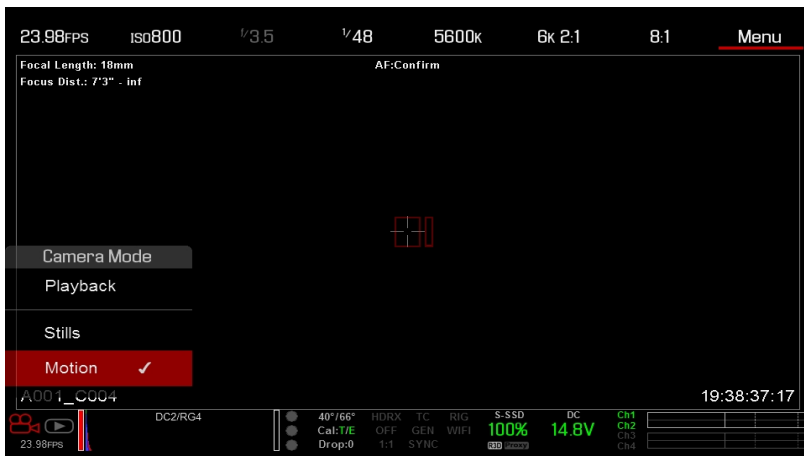 23.98FPS ISO800 1/3.5 1/48 5600K 6K 2:1 8:1 Menu
Focal Length: 18mm
AF:Confirm
Focus Dist.: 7'3" - inf
Camera Mode
Playback
Stills
Motion ✓
A001_C004
19:38:37:17
DC2/RG4
40°/66° HDRX TC RIG S-SSD DC Ch1
Cal:T/E OFF GEN WIFI 100% 14.8V Ch2
Ch3
23.98FPS Drop:0 1:1 SYNC R3D Proxy Ch4